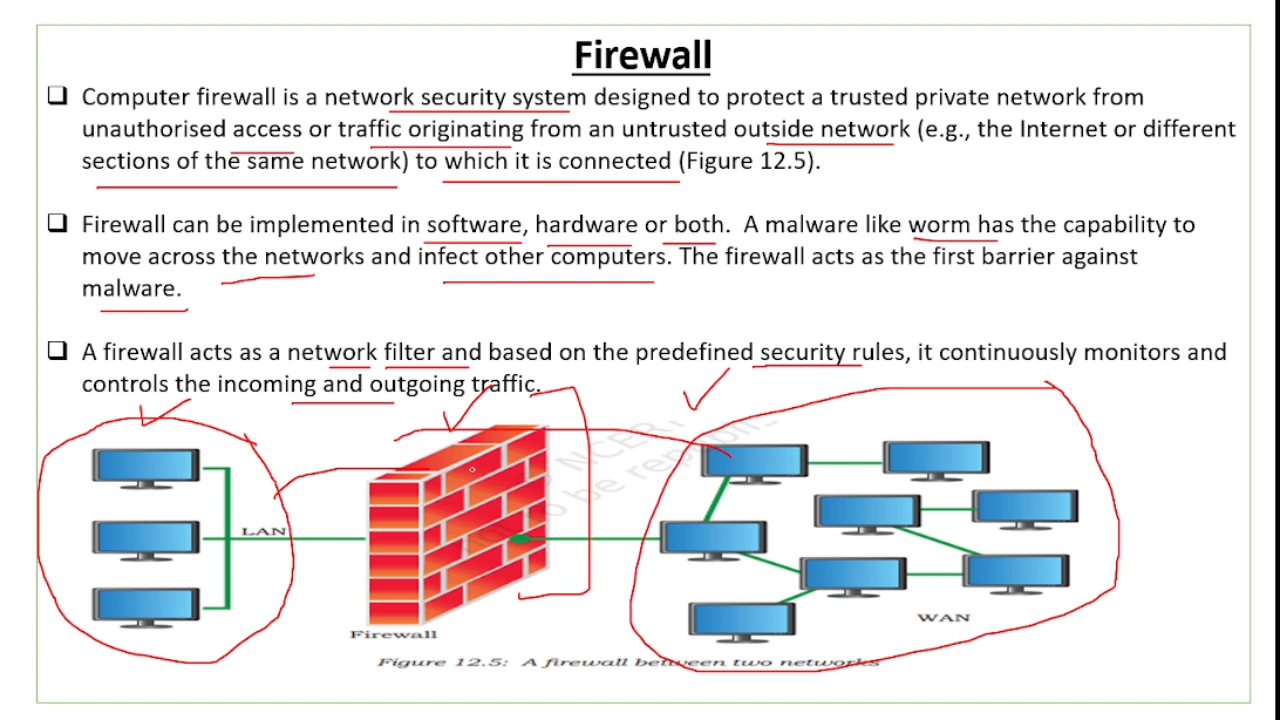 Firewall
❑ Computer firewall is a network security system designed to protect a trusted private network from
unauthorised access or traffic originating from an untrusted outside network (e.g., the Internet or different
sections of the same network) to which it is connected (Figure 12.5).
❑ Firewall can be implemented in software, hardware or both. A malware like worm has the capability to
move across the networks and infect other computers. The firewall acts as the first barrier against
malware.
❑ A firewall acts as a network filter and based on the predefined security rules, it continuously monitors and
controls the incoming and outgoing traffic.
NCERT
to be republis
LAN
WAN
Firewall
Figure 12.5: A firewall between two networks